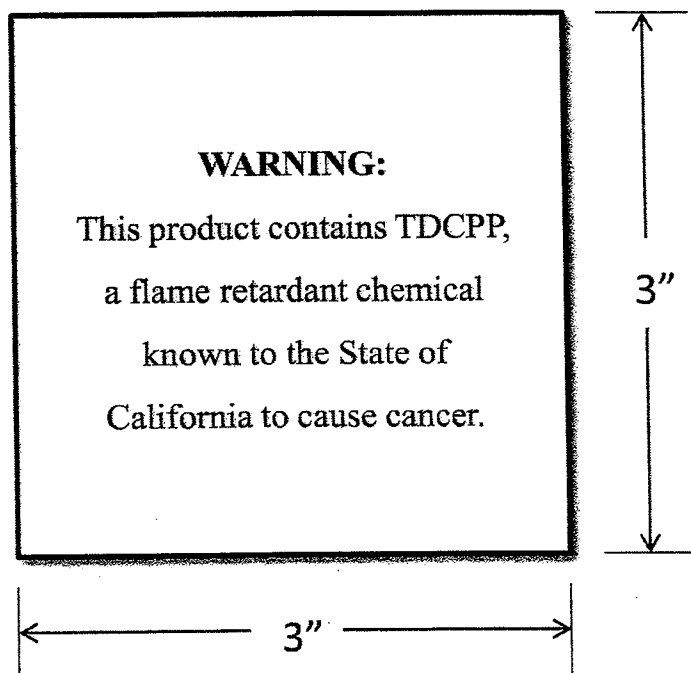 WARNING:
This product contains TDCPP,
a flame retardant chemical
known to the State of
California to cause cancer.
3"
3"